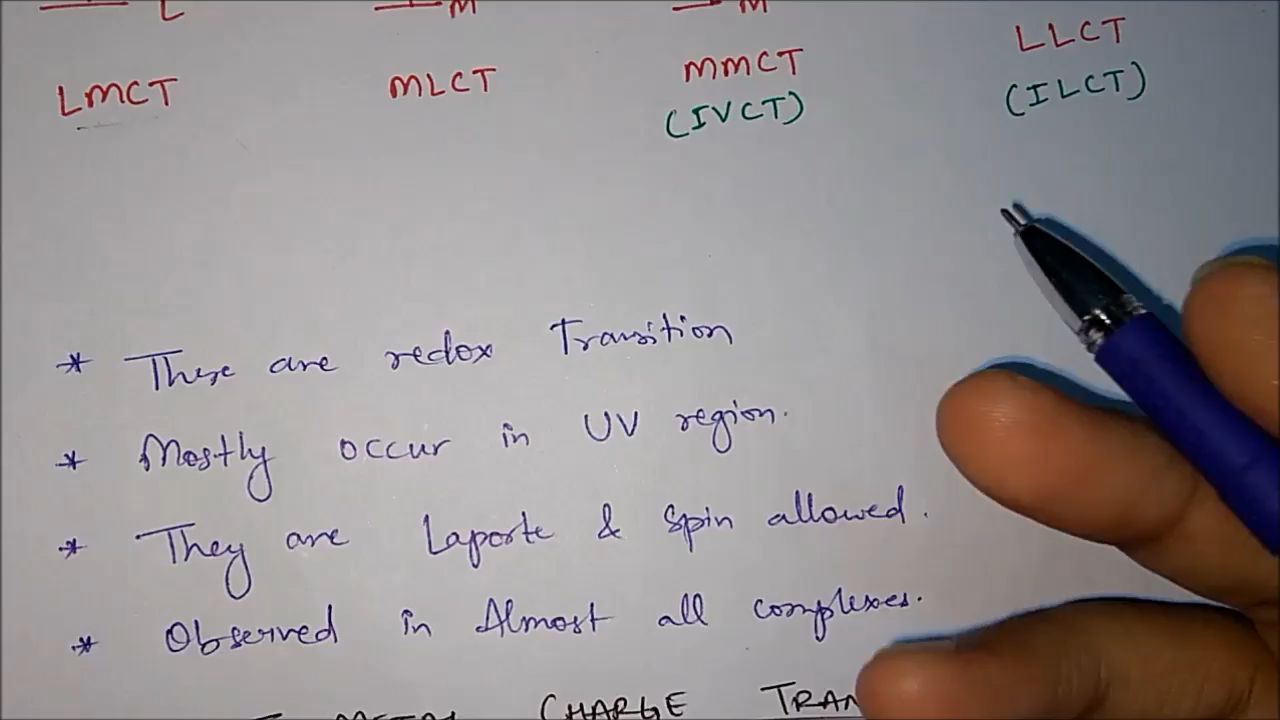 L M M
LMCT MLCT MMCT LLCT
(IVCT) (ILCT)
* These are redox Transition
* Mostly occur in UV region.
* They are Laporte & Spin allowed.
* Observed in Almost all complexes.
CHARGE TRAN